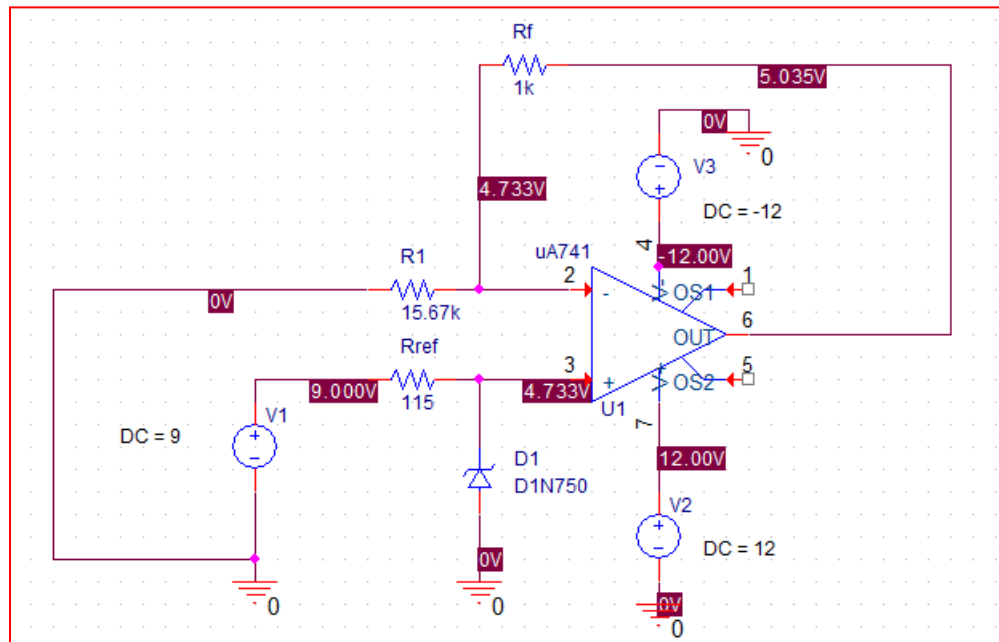 Rf
1k
5.035V
0V
0
V3
DC = -12
4.733V
4
-12.00V
uA741
R1
15.67k
0V
2
-
V-
OS1
1
OUT
6
Rref
115
9.000V
3
+
4.733V
V+
OS2
5
U1
7
V1
DC = 9
D1
D1N750
12.00V
V2
DC = 12
0V
0V
0
0
0